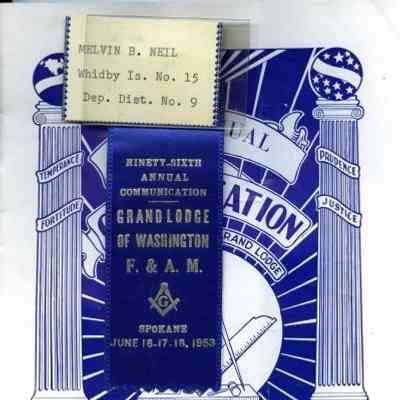 MELVIN B. NEIL
Whidby Is. No. 15
Dep. Dist. No. 9
NINETY-SIXTH
ANNUAL
COMMUNICATION
GRAND LODGE
OF WASHINGTON
F. & A. M.
G
SPOKANE
JUNE 16-17-18, 1953
UAL
CATION
GRAND LODGE
TEMPERANCE
FORTITUDE
PRUDENCE
JUSTICE